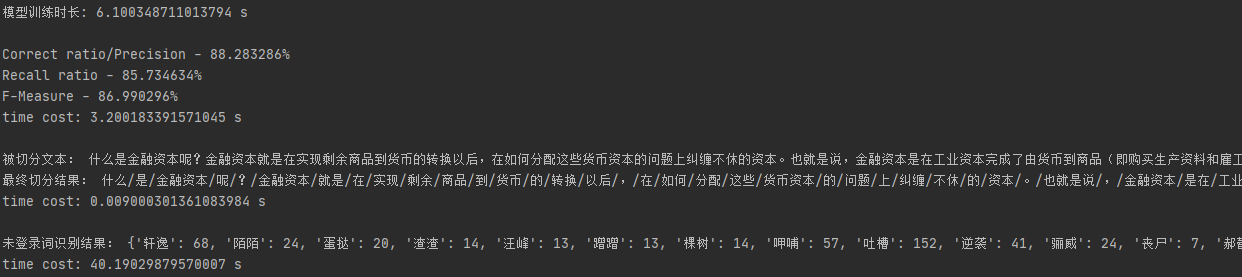 模型训练时长: 6.100348711013794 s
Correct ratio/Precision - 88.283286%
Recall ratio - 85.734634%
F-Measure - 86.990296%
time cost: 3.200183391571045 s
被切分文本: 什么是金融资本呢？金融资本就是在实现剩余商品到货币的转换以后，在如何分配这些货币资本的问题上纠缠不休的资本。也就是说，金融资本是在工业资本完成了由货币到商品（即购买生产资料和雇工
最终切分结果: 什么/是/金融资本/呢/？/金融资本/就是/在/实现/剩余/商品/到/货币/的/转换/以后/，/在/如何/分配/这些/货币资本/的/问题/上/纠缠/不休/的/资本/。/也就是说/，/金融资本/是在/工业
time cost: 0.009000301361083984 s
未登录词识别结果: {'轩逸': 68, '陌陌': 24, '蛋挞': 20, '渣渣': 14, '汪峰': 13, '蹭蹭': 13, '棵树': 14, '呷哺': 57, '吐槽': 152, '逆袭': 41, '骊威': 24, '丧尸': 7, '郝
time cost: 40.19029879570007 s